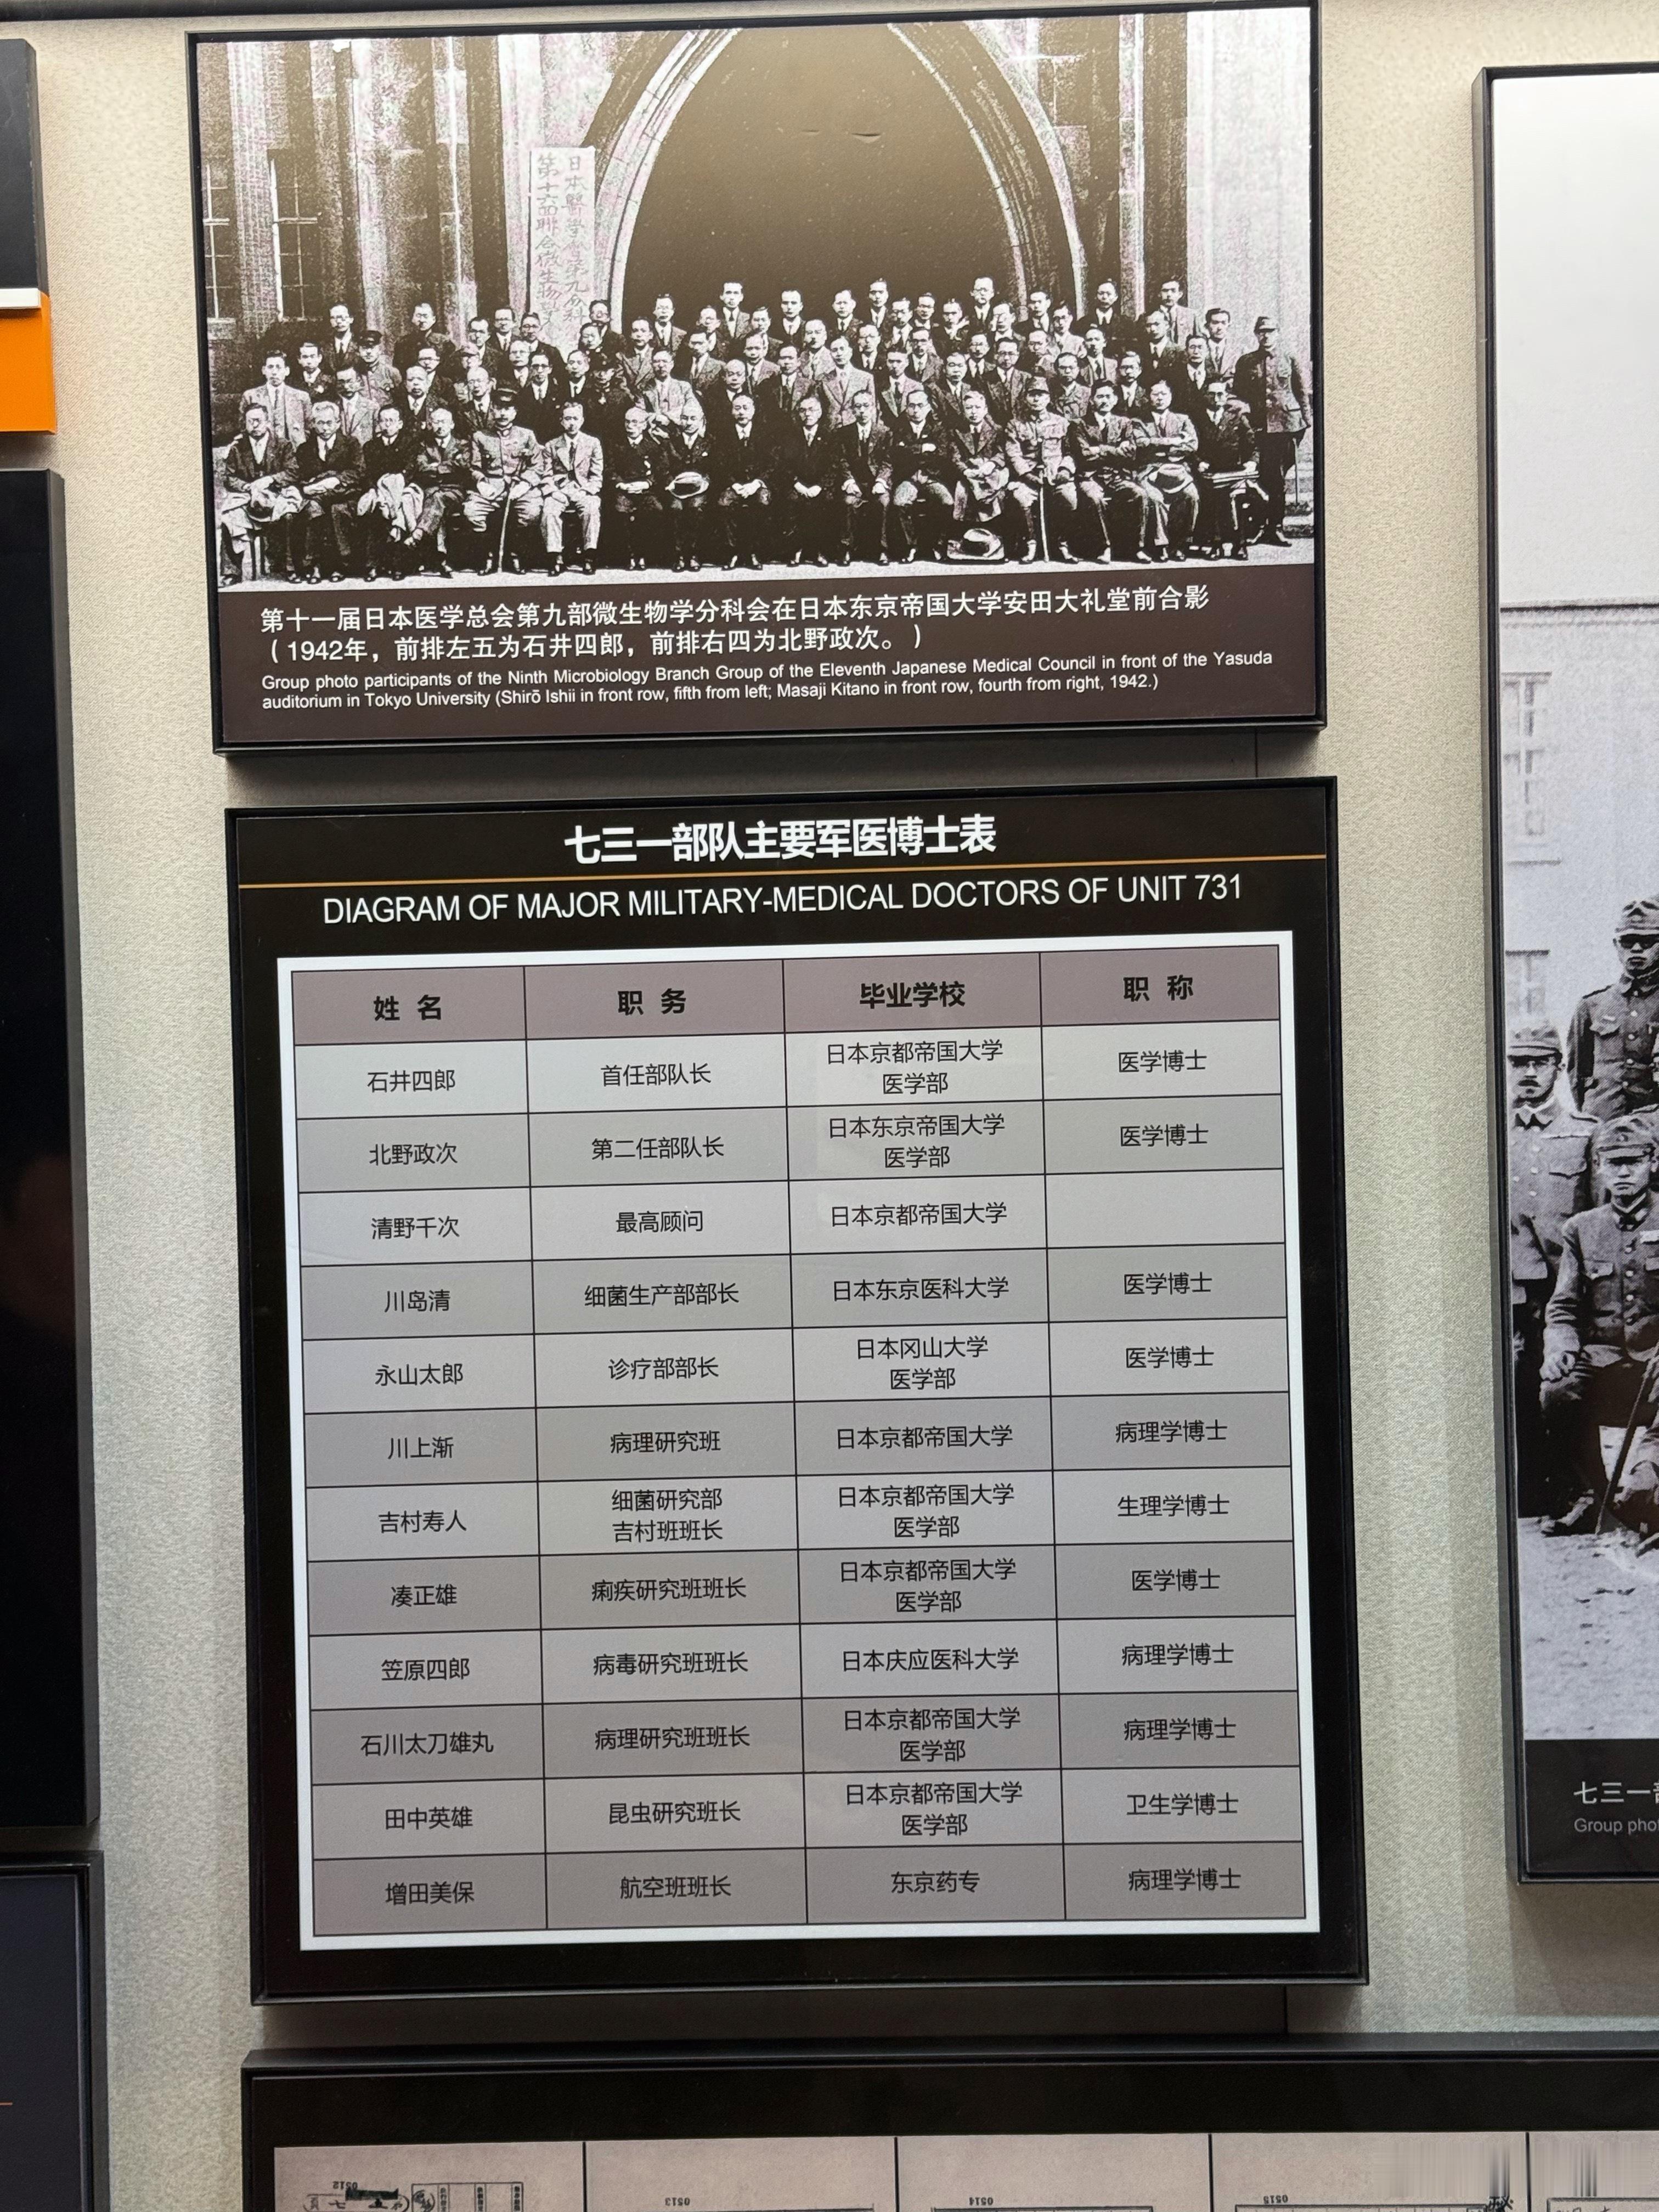 日本醫學會第九分科
第十六回聯合微生物学
第十一届日本医学总会第九部微生物学分科会在日本东京帝国大学安田大礼堂前合影
（1942年，前排左五为石井四郎，前排右四为北野政次。）
Group photo participants of the Ninth Microbiology Branch Group of the Eleventh Japanese Medical Council in front of the Yasuda
auditorium in Tokyo University (Shirō Ishii in front row, fifth from left; Masaji Kitano in front row, fourth from right, 1942.)
七三一部队主要军医博士表
DIAGRAM OF MAJOR MILITARY-MEDICAL DOCTORS OF UNIT 731
姓 名 职 务 毕业学校 职 称
石井四郎 首任部队长 日本京都帝国大学
医学部 医学博士
北野政次 第二任部队长 日本东京帝国大学
医学部 医学博士
清野千次 最高顾问 日本京都帝国大学
川岛清 细菌生产部部长 日本东京医科大学 医学博士
永山太郎 诊疗部部长 日本冈山大学
医学部 医学博士
川上渐 病理研究班 日本京都帝国大学 病理学博士
吉村寿人 细菌研究部
吉村班班长 日本京都帝国大学
医学部 生理学博士
凑正雄 痢疾研究班班长 日本京都帝国大学
医学部 医学博士
笠原四郎 病毒研究班班长 日本庆应医科大学 病理学博士
石川太刀雄丸 病理研究班班长 日本京都帝国大学
医学部 病理学博士
田中英雄 昆虫研究班长 日本京都帝国大学
医学部 卫生学博士
增田美保 航空班班长 东京药专 病理学博士
七三一
Group
0512
0513
0514
0515